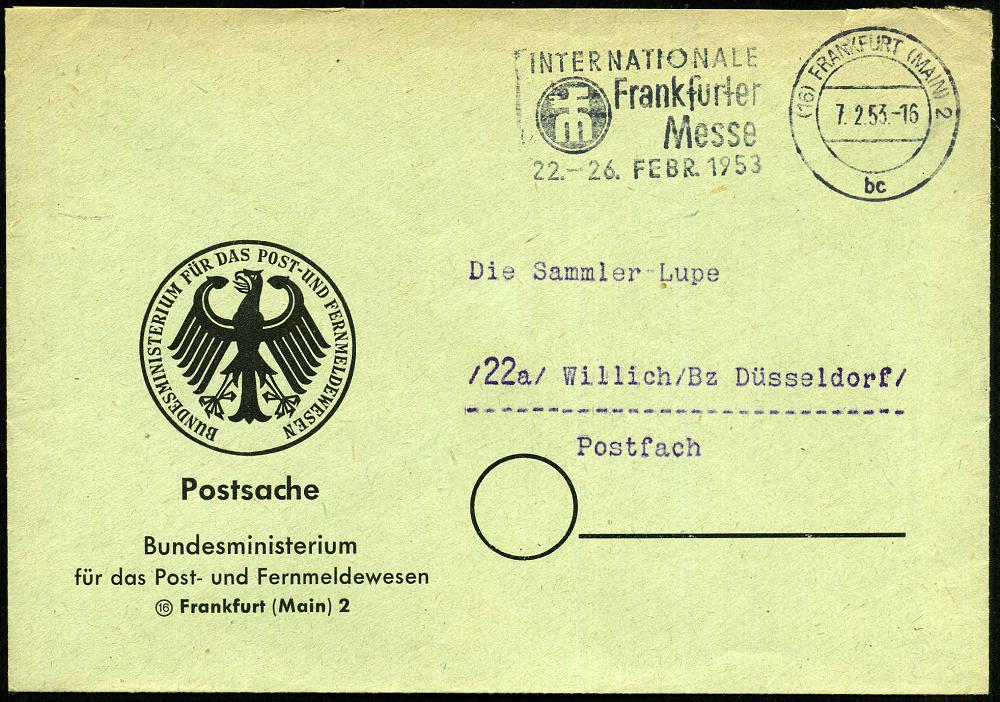 INTERNATIONALE
Frankfurter
Messe
22.–26. FEBR. 1953
fm
(16) FRANKFURT (MAIN) 2
7.2.53.-16
bc
BUNDESMINISTERIUM FÜR DAS POST-UND FERNMELDEWESEN
Die Sammler-Lupe
/22a/ Willich/Bz Düsseldorf/
Postfach
Postsache
Bundesministerium
für das Post- und Fernmeldewesen
16 Frankfurt (Main) 2